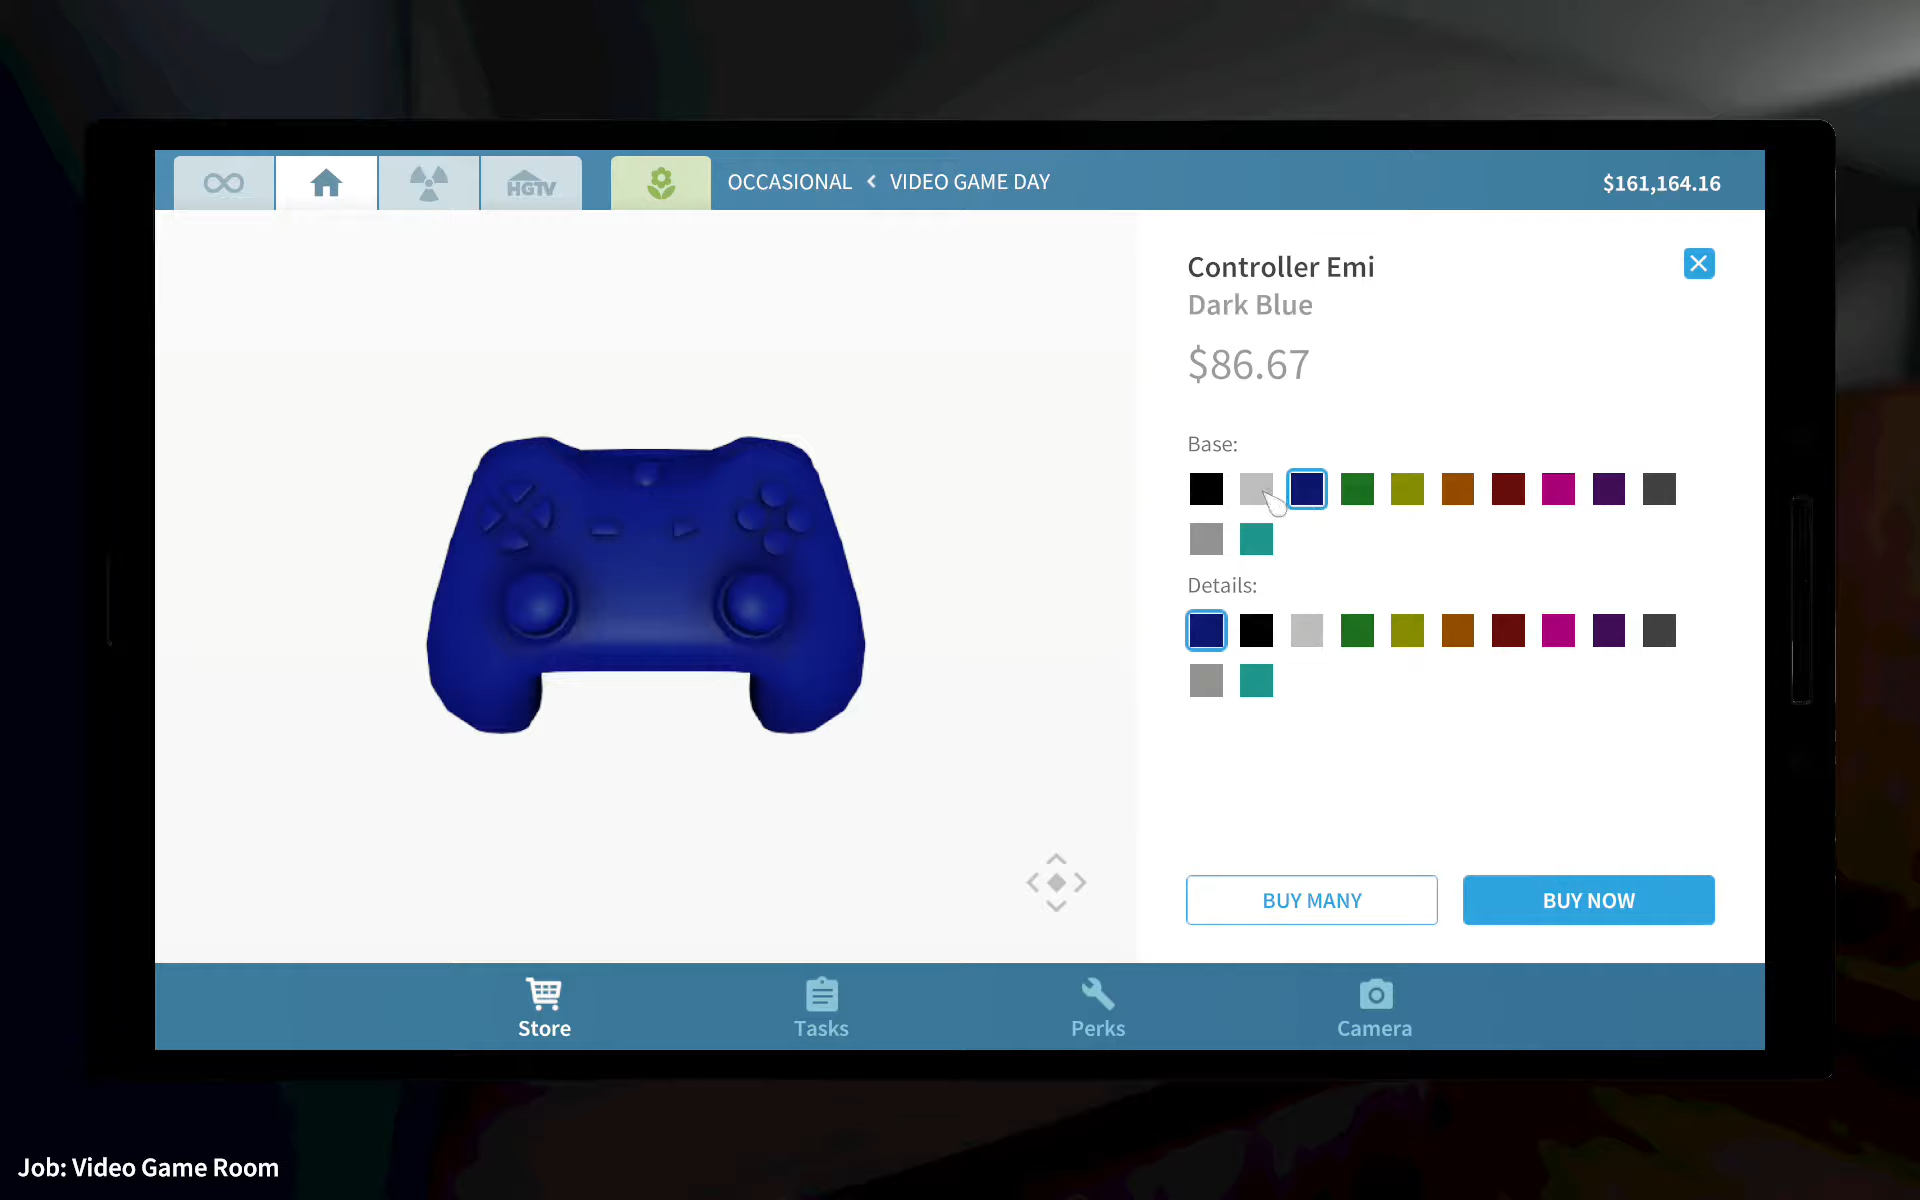 HGTV
OCCASIONAL < VIDEO GAME DAY
$161,164.16
Controller Emi
Dark Blue
$86.67
Base:
Details:
BUY MANY
BUY NOW
Store
Tasks
Perks
Camera
Job: Video Game Room